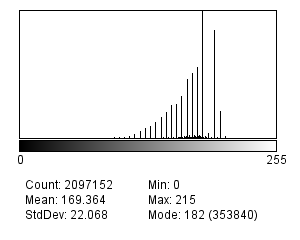 0 255
Count: 2097152 Min: 0
Mean: 169.364 Max: 215
StdDev: 22.068 Mode: 182 (353840)